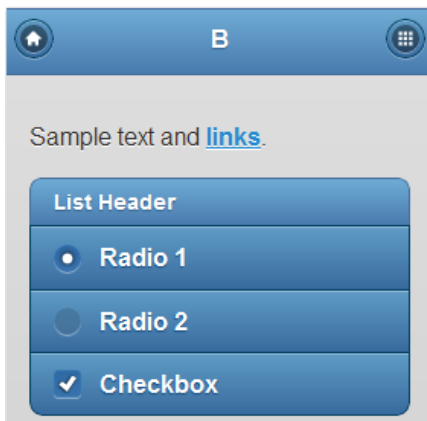 B
Sample text and links.
List Header
Radio 1
Radio 2
Checkbox